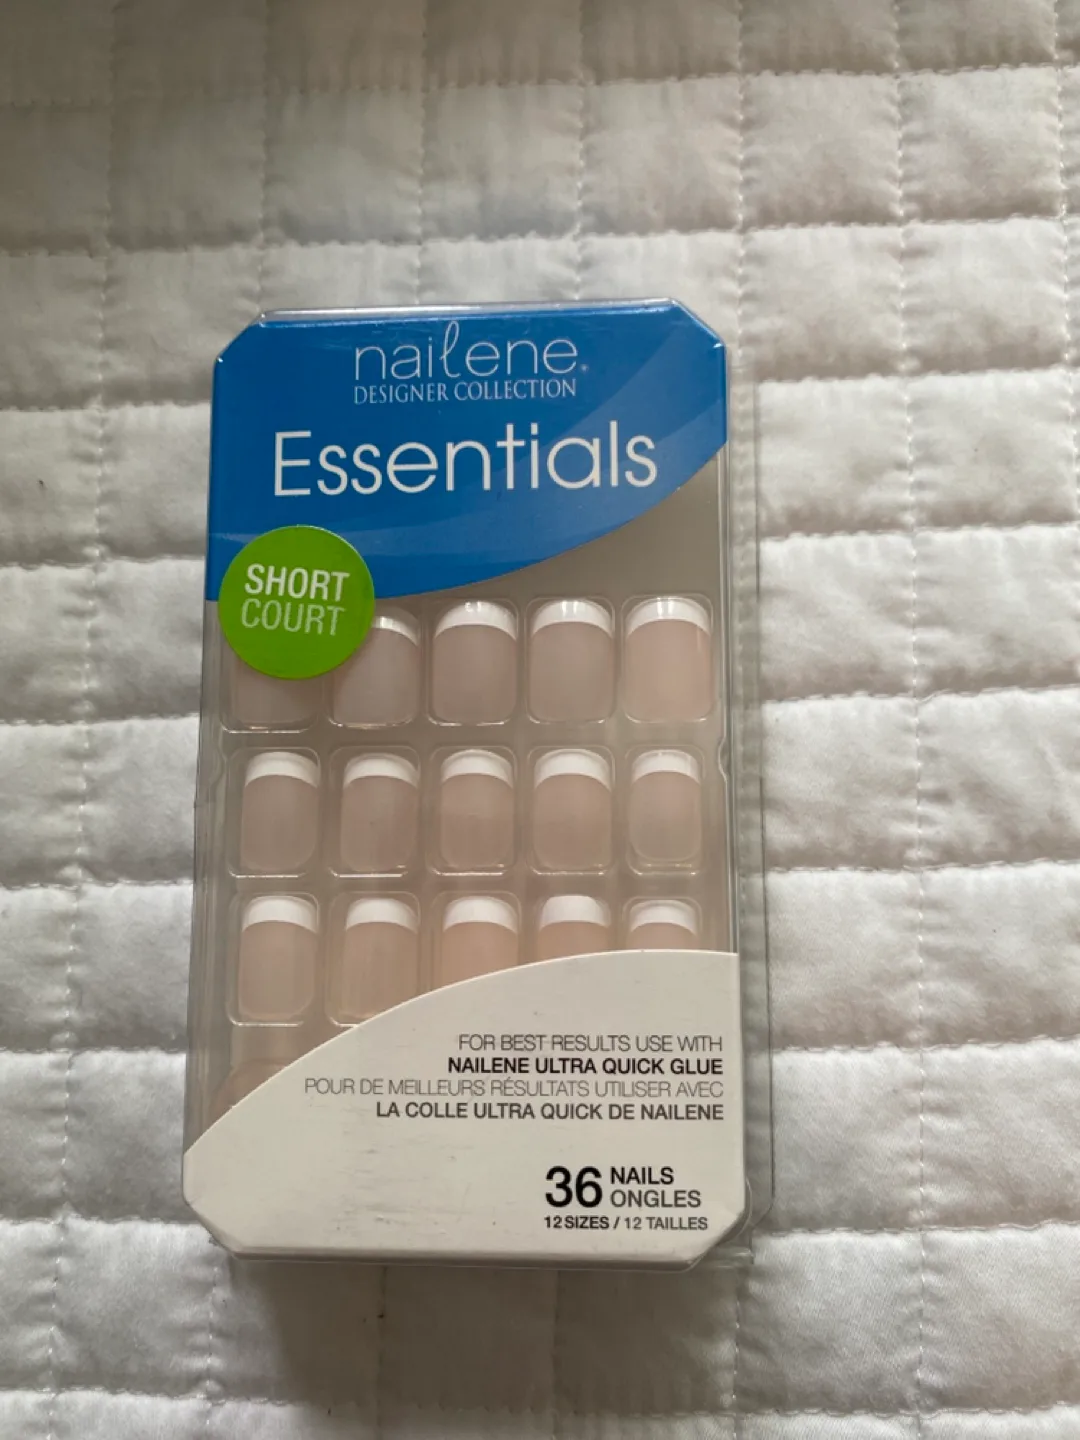 nailene®
DESIGNER COLLECTION
Essentials
SHORT
COURT
FOR BEST RESULTS USE WITH
NAILENE ULTRA QUICK GLUE
POUR DE MEILLEURS RÉSULTATS UTILISER AVEC
LA COLLE ULTRA QUICK DE NAILENE
36 NAILS
ONGLES
12 SIZES / 12 TAILLES